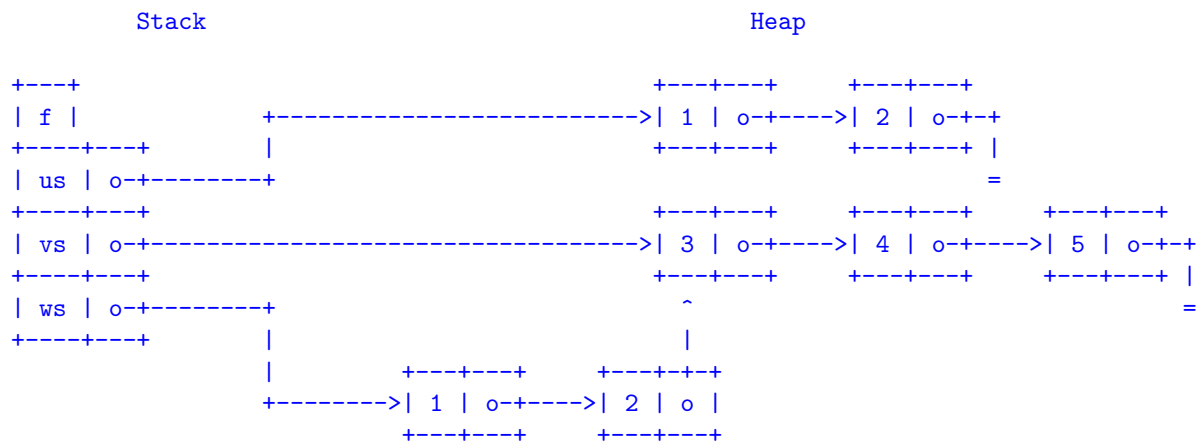 Stack                                       Heap

+---+                                         +---+---+     +---+---+
| f |             +-------------------------->| 1 | o-+---->| 2 | o-+-+
+----+---+        |                           +---+---+     +---+---+ |
| us | o-+--------+                                                   =
+----+---+                                    +---+---+     +---+---+     +---+---+
| vs | o-+----------------------------------->| 3 | o-+---->| 4 | o-+---->| 5 | o-+-+
+----+---+                                    +---+---+     +---+---+     +---+---+ |
| ws | o-+--------+                             ^                                   =
+----+---+        |                             |
                  |         +---+---+     +---+-+-+
                  +-------->| 1 | o-+---->| 2 | o |
                            +---+---+     +---+---+